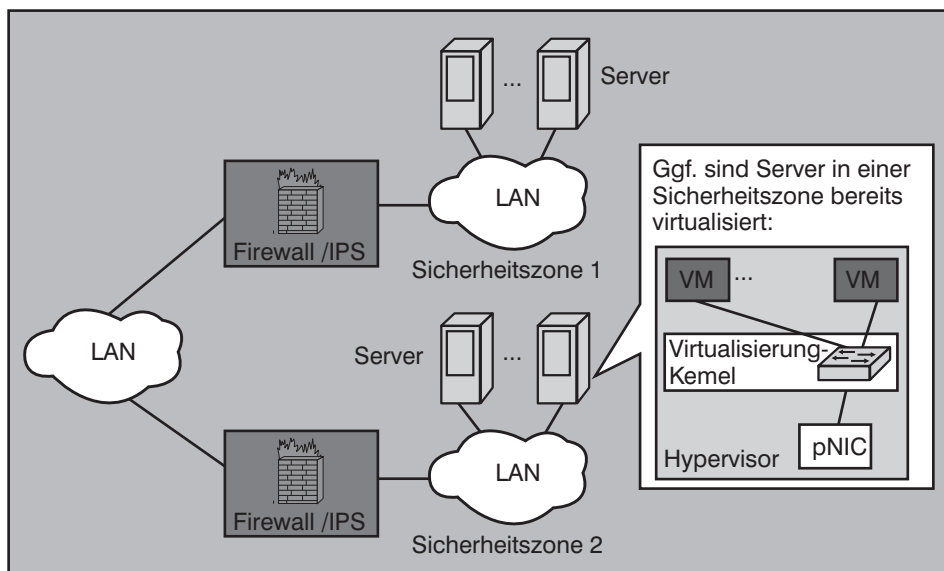 ... Server
LAN
Firewall /IPS
Sicherheitszone 1
LAN
Server ...
LAN
Firewall /IPS
Sicherheitszone 2
Ggf. sind Server in einer
Sicherheitszone bereits
virtualisiert:
VM ... VM
Virtualisierung-
Kemel
pNIC
Hypervisor